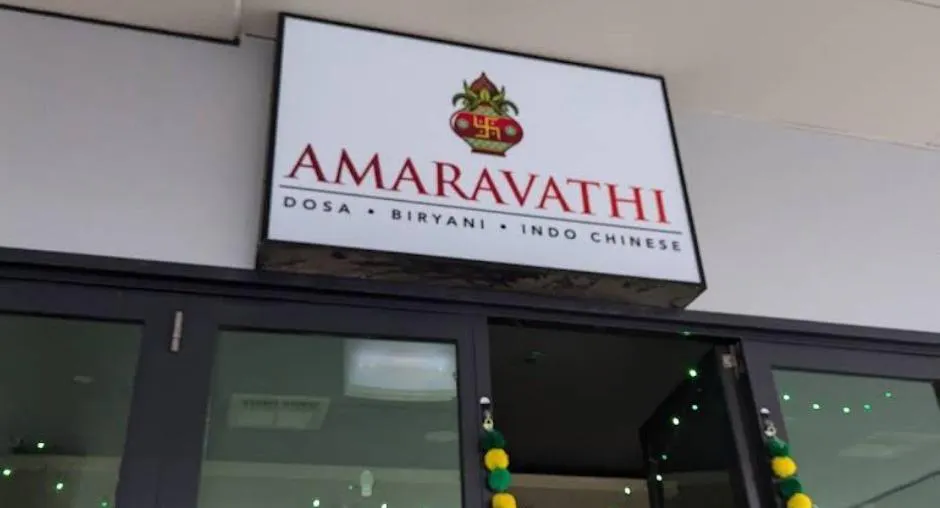 AMARAVATHI
DOSA • BIRYANI • INDO CHINESE